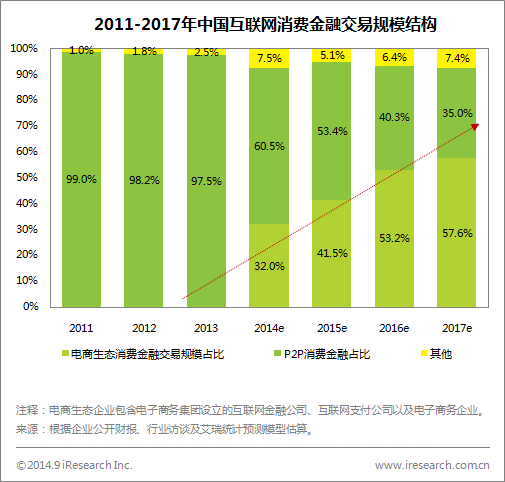 2011-2017年中国互联网消费金融交易规模结构
100%
90%
80%
70%
60%
50%
40%
30%
20%
10%
0%
1.0% 1.8% 2.5% 7.5% 5.1% 6.4% 7.4%
99.0% 98.2% 97.5% 60.5% 53.4% 40.3% 35.0%
32.0% 41.5% 53.2% 57.6%
2011 2012 2013 2014e 2015e 2016e 2017e
电商生态消费金融交易规模占比 P2P消费金融占比 其他
注释：电商生态企业包含电子商务集团设立的互联网金融公司、互联网支付公司以及电子商务企业。
来源：根据企业公开财报、行业访谈及艾瑞统计预测模型估算。
©2014.9 iResearch Inc. www.iresearch.com.cn